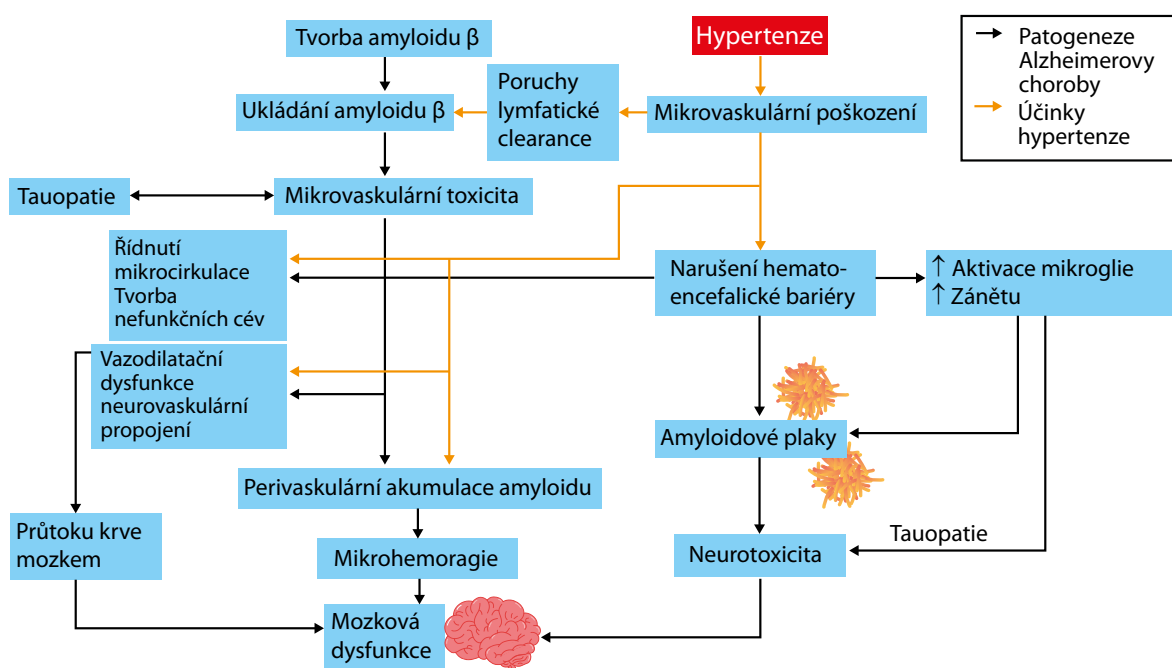 Tvorba amyloidu β
Hypertenze
Patogeneze
Alzheimerovy
choroby
Účinky
hypertenze
Ukládání amyloidu β
Poruchy
lymfatické
clearance
Mikrovaskulární poškození
Tauopatie
Mikrovaskulární toxicita
Řídnutí
mikrocirkulace
Tvorba
nefunkčních cév
Narušení hemato-
encefalické bariéry
↑ Aktivace mikroglie
↑ Zánětu
Vazodilatační
dysfunkce
neurovaskulární
propojení
Amyloidové plaky
Perivaskulární akumulace amyloidu
Průtoku krve
mozkem
Mikrohemoragie
Neurotoxicita
Tauopatie
Mozková
dysfunkce